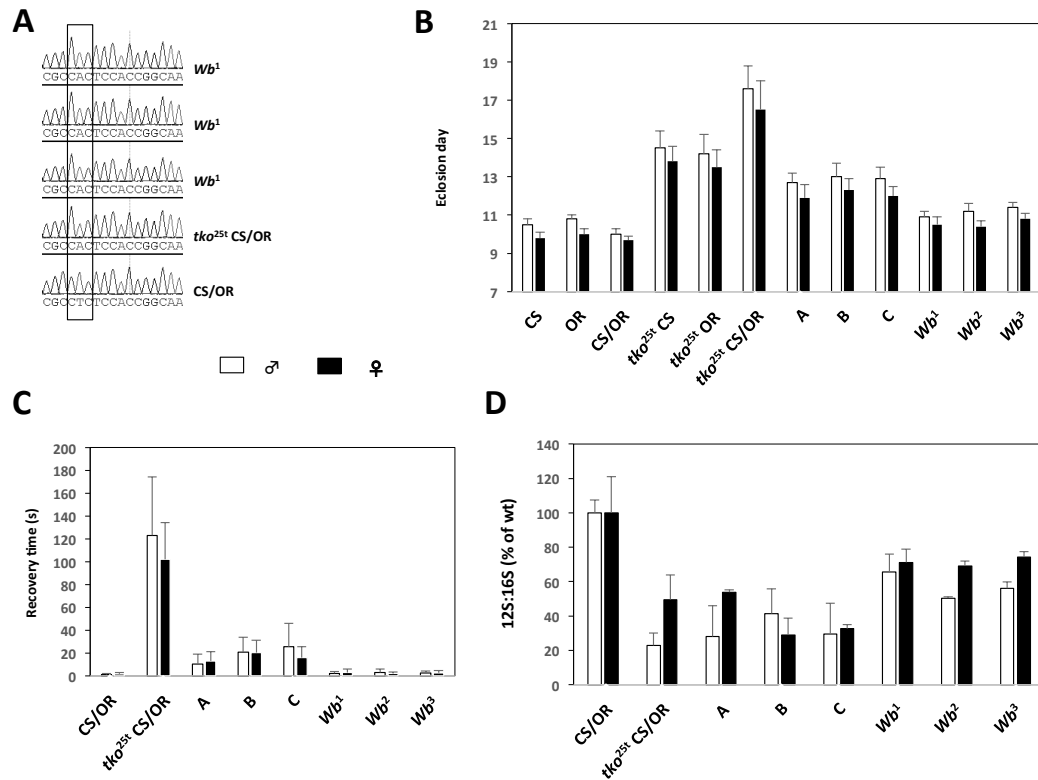 A
Wb¹
CGCCACTCCACCGGCAA
Wb¹
CGCCACTCCACCGGCAA
Wb¹
CGCCACTCCACCGGCAA
tko²⁵ᵗ CS/OR
CGCCACTCCACCGGCAA
CS/OR
CGCCTCTCCACCGGCAA
♂ ♀
B
Eclosion day
21
19
17
15
13
11
9
7
CS OR CS/OR tko²⁵ᵗ CS tko²⁵ᵗ OR tko²⁵ᵗ CS/OR A B C Wb¹ Wb² Wb³
C
Recovery time (s)
200
180
160
140
120
100
80
60
40
20
0
CS/OR tko²⁵ᵗ CS/OR A B C Wb¹ Wb² Wb³
D
12S:16S (% of wt)
140
120
100
80
60
40
20
0
CS/OR tko²⁵ᵗ CS/OR A B C Wb¹ Wb² Wb³